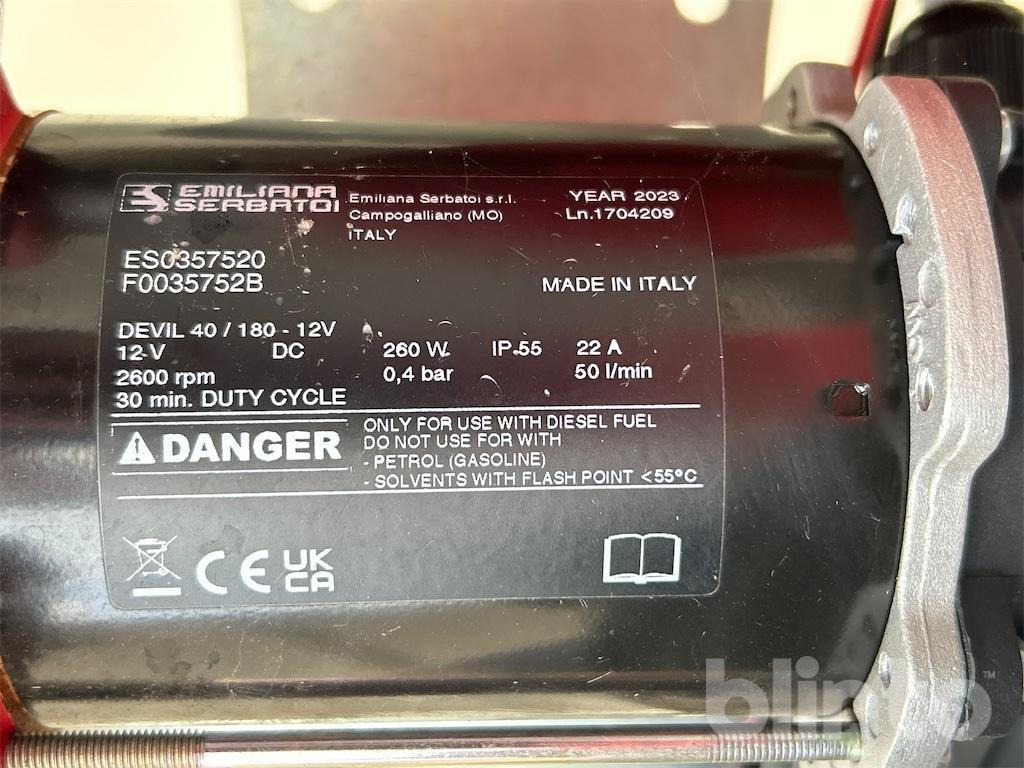 ES EMILIANA SERBATOI
Emiliana Serbatoi s.r.l.
Campogalliano (MO)
ITALY
YEAR 2023
Ln.1704209
ES0357520
F0035752B
MADE IN ITALY
DEVIL 40 / 180 - 12V
12 V DC 260 W IP 55 22 A
2600 rpm 0,4 bar 50 l/min
30 min. DUTY CYCLE
DANGER
ONLY FOR USE WITH DIESEL FUEL
DO NOT USE FOR WITH
- PETROL (GASOLINE)
- SOLVENTS WITH FLASH POINT <55°C
CE UK
CA
blinto™